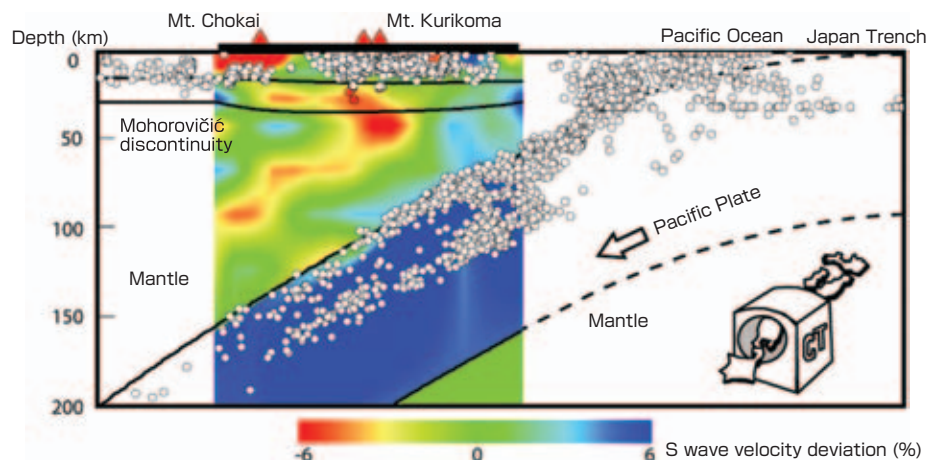 Mt. Chokai
Mt. Kurikoma
Depth (km)
Pacific Ocean
Japan Trench
0
Mohorovičić
discontinuity
50
Pacific Plate
100
Mantle
150
Mantle
CT
200
-6
0
6
S wave velocity deviation (%)